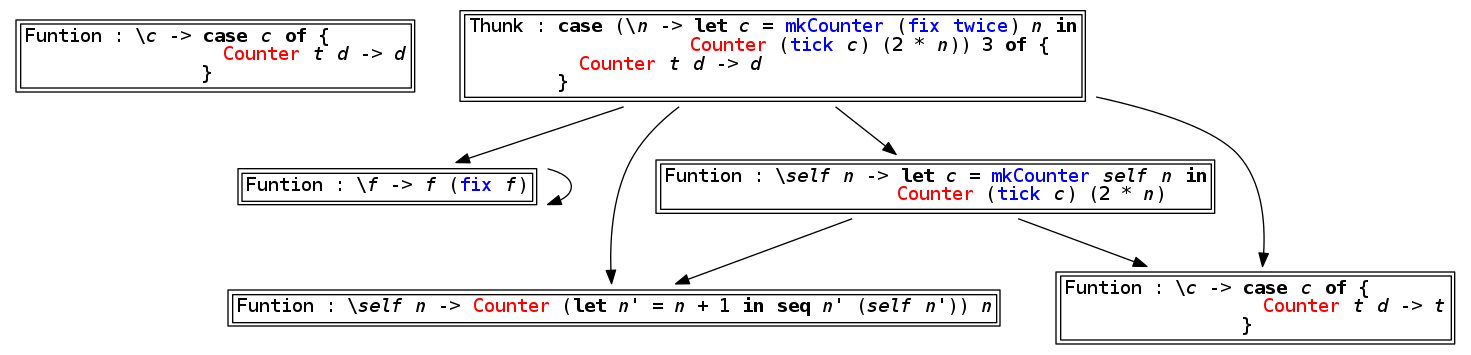 Funtion : \c -> case c of {
Counter t d -> d
}
Thunk : case (\n -> let c = mkCounter (fix twice) n in
Counter (tick c) (2 * n)) 3 of {
Counter t d -> d
}
Funtion : \f -> f (fix f)
Funtion : \self n -> let c = mkCounter self n in
Counter (tick c) (2 * n)
Funtion : \self n -> Counter (let n' = n + 1 in seq n' (self n')) n
Funtion : \c -> case c of {
Counter t d -> t
}